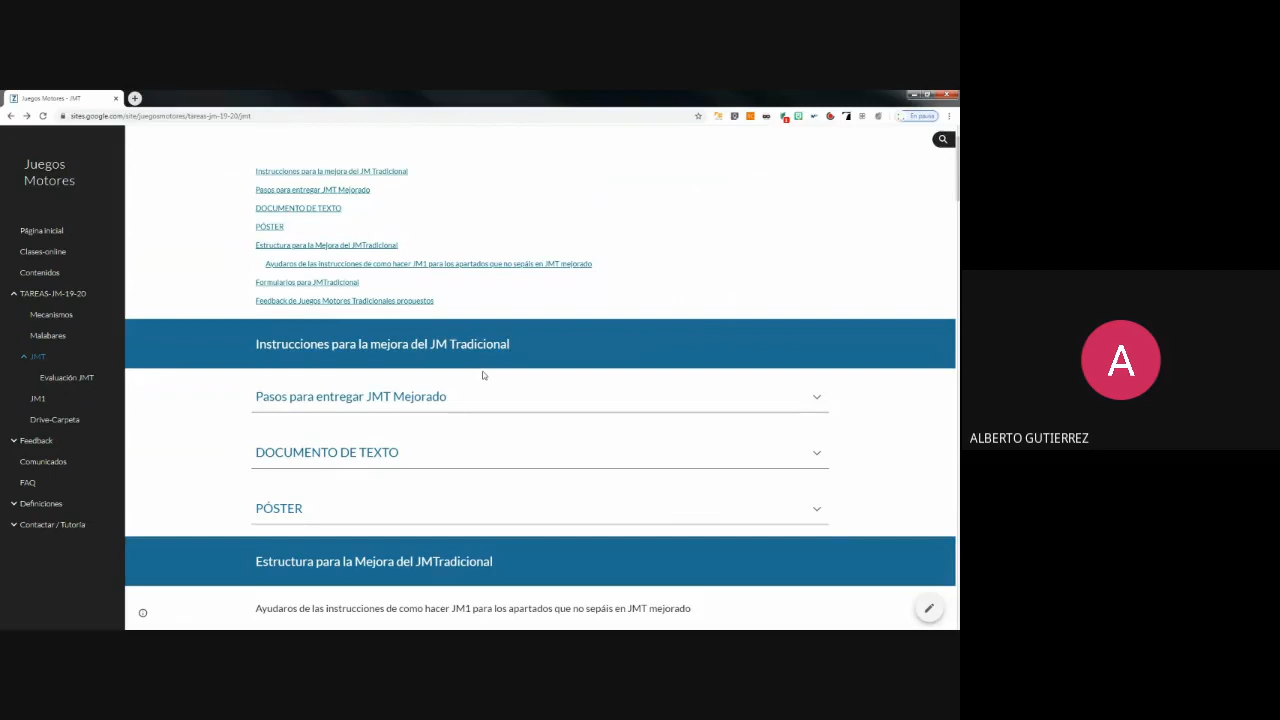 Juegos Motores - JMT
sites.google.com/site/juegosmotores/tareas-jm-19-20/jmt
En pausa
Juegos
Motores
Página inicial
Clases-online
Contenidos
TAREAS-JM-19-20
Mecanismos
Malabares
JMT
Evaluación JMT
JM1
Drive-Carpeta
Feedback
Comunicados
FAQ
Definiciones
Contactar / Tutoría
Instrucciones para la mejora del JM Tradicional
Pasos para entregar JMT Mejorado
DOCUMENTO DE TEXTO
PÓSTER
Estructura para la Mejora del JMTradicional
Ayudaros de las instrucciones de como hacer JM1 para los apartados que no sepáis en JMT mejorado
Formularios para JMTradicional
Feedback de Juegos Motores Tradicionales propuestos
Instrucciones para la mejora del JM Tradicional
Pasos para entregar JMT Mejorado
DOCUMENTO DE TEXTO
PÓSTER
Estructura para la Mejora del JMTradicional
Ayudaros de las instrucciones de como hacer JM1 para los apartados que no sepáis en JMT mejorado
A
ALBERTO GUTIERREZ